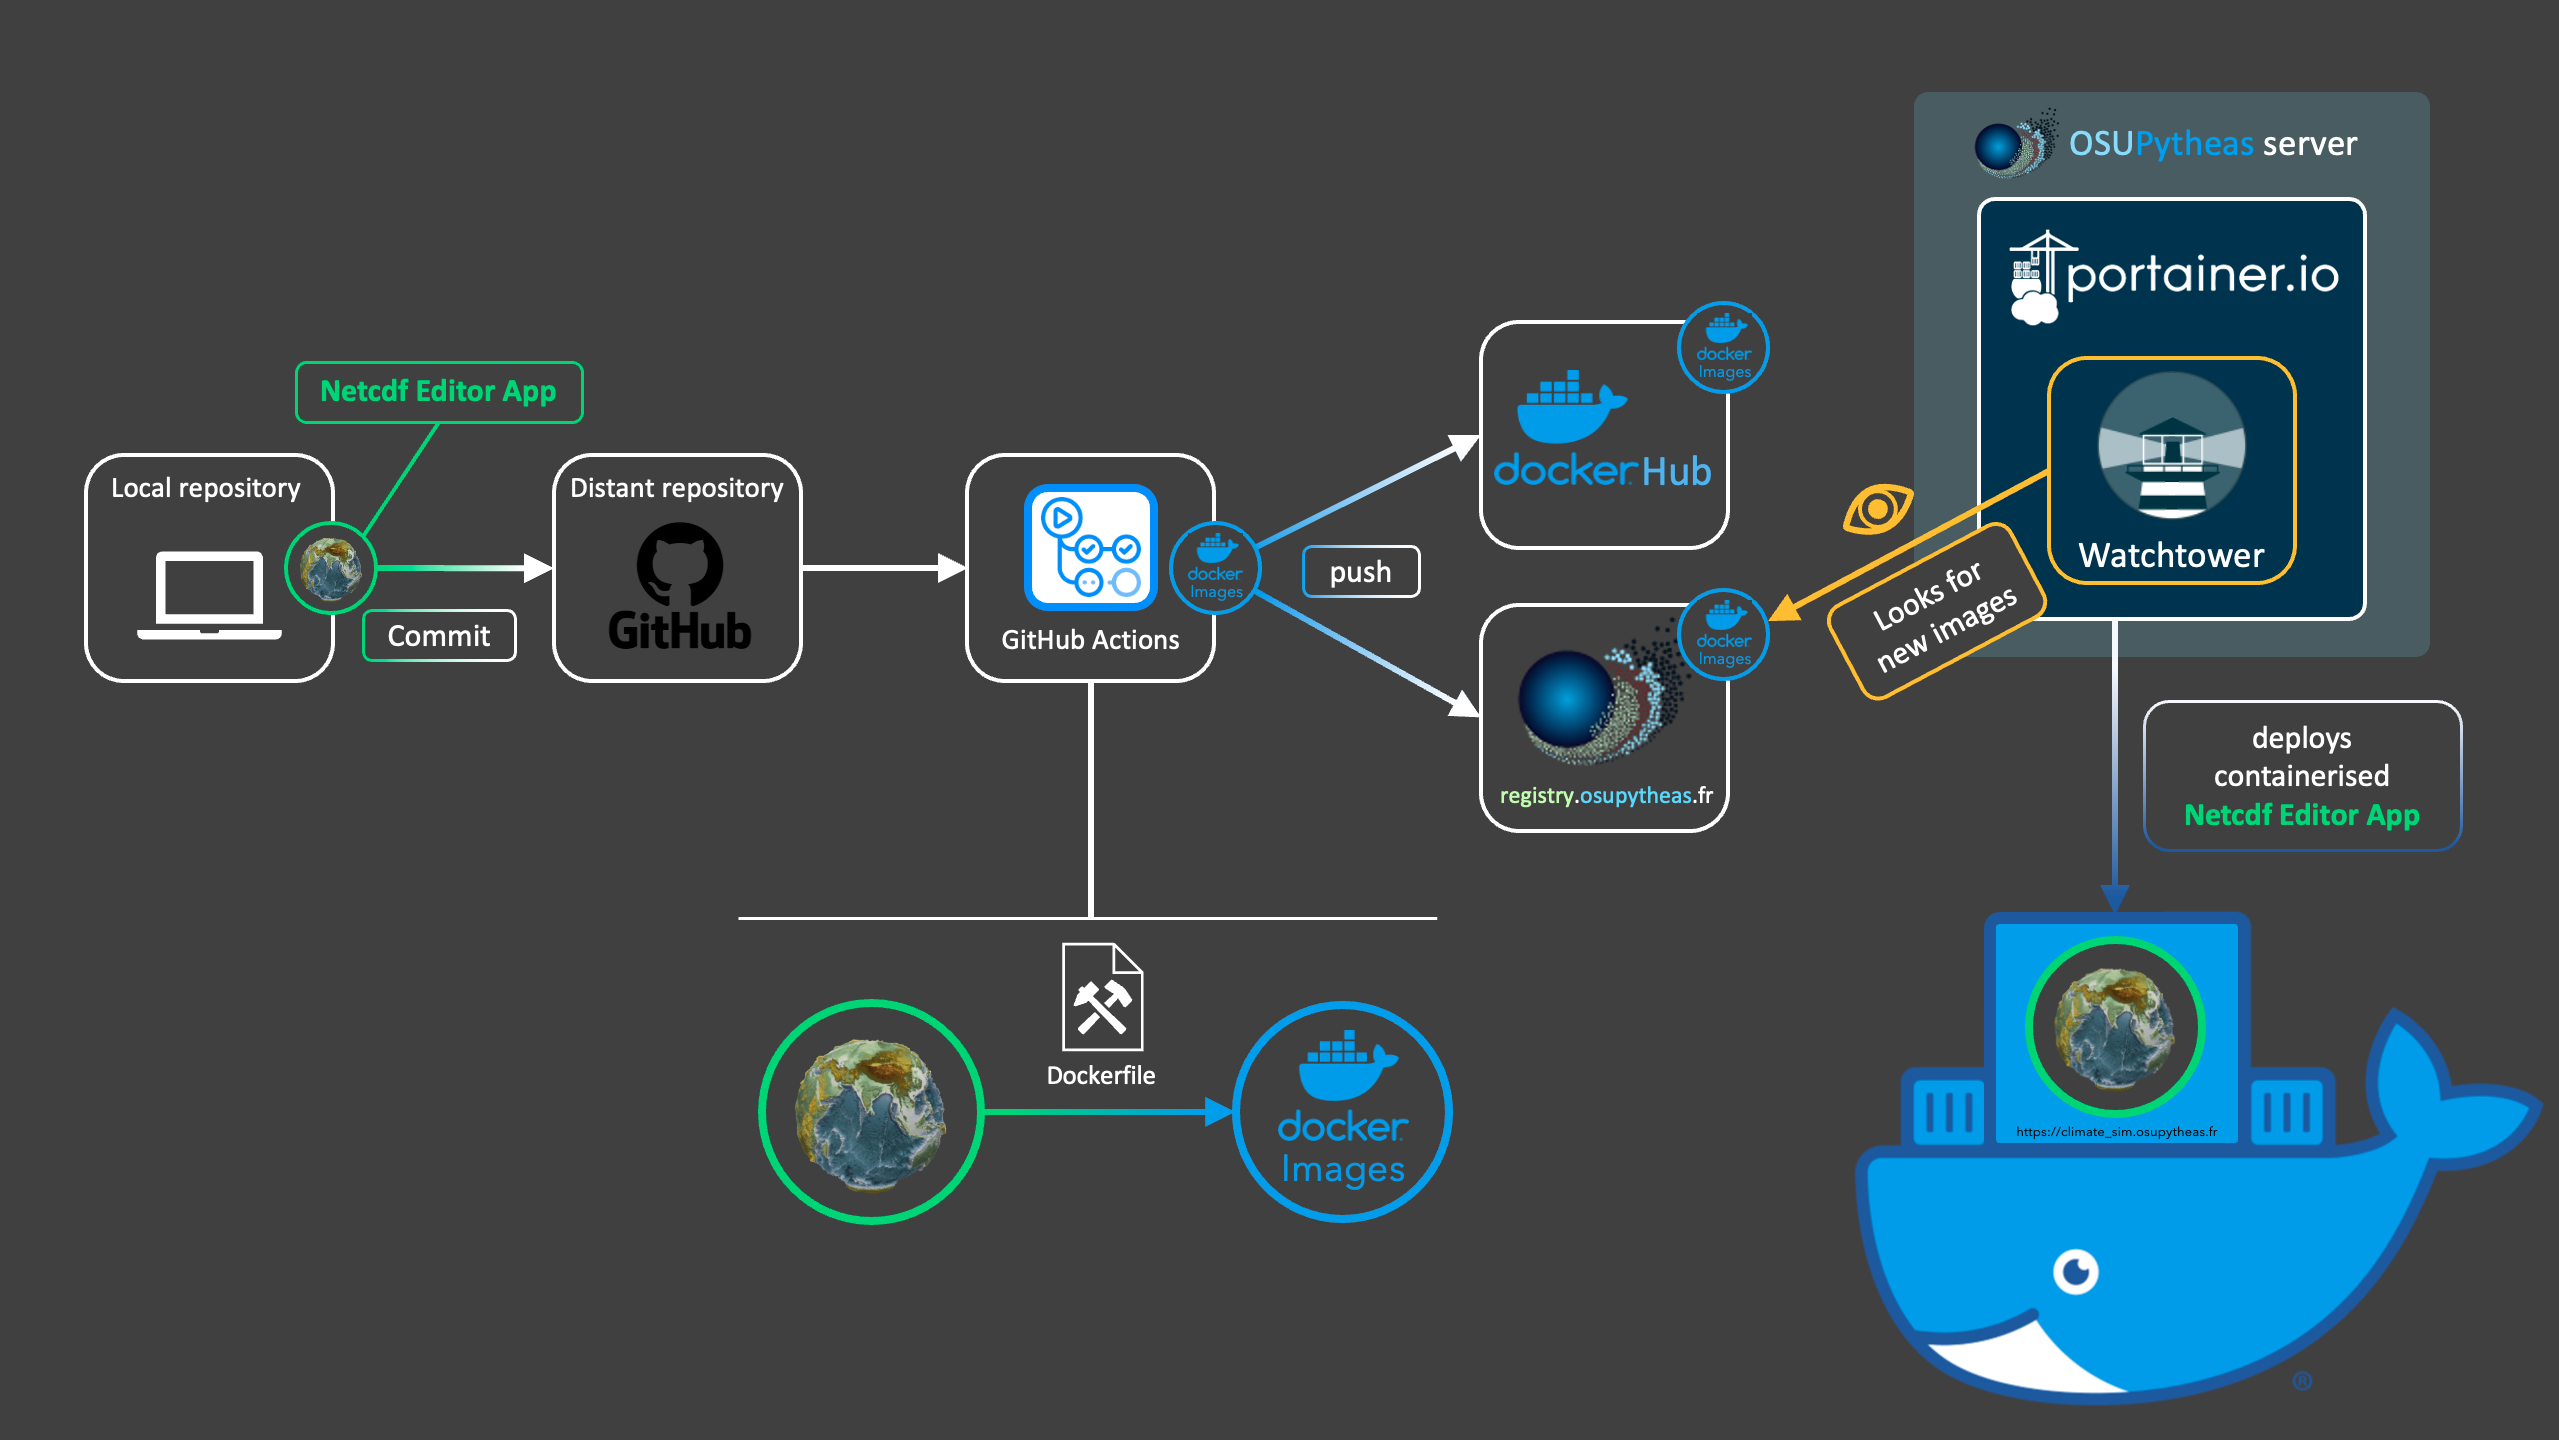 OSUPytheas server
portainer.io
Watchtower
Looks for
new images
Netcdf Editor App
Local repository
Commit
Distant repository
GitHub
GitHub Actions
docker
Images
push
docker Hub
docker
Images
docker
Images
registry.osupytheas.fr
deploys
containerised
Netcdf Editor App
Dockerfile
docker
Images
https://climate_sim.osupytheas.fr
®